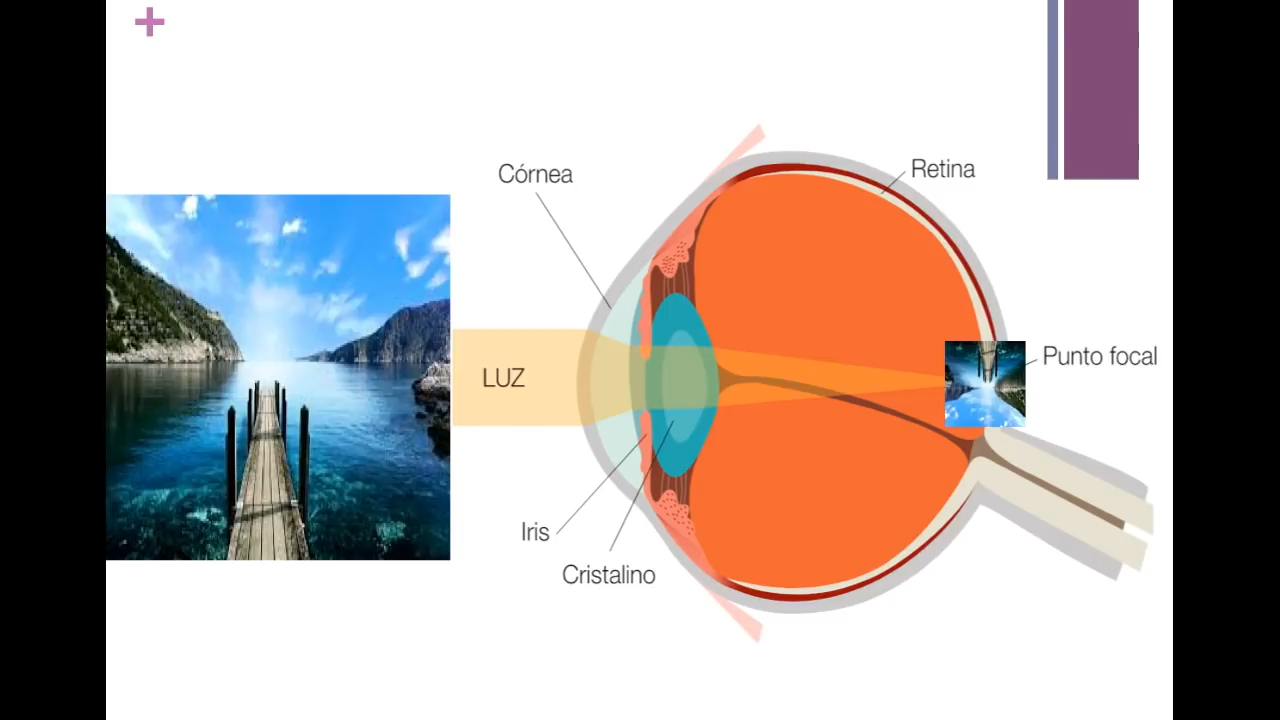 Córnea
Retina
Punto focal
LUZ
Iris
Cristalino